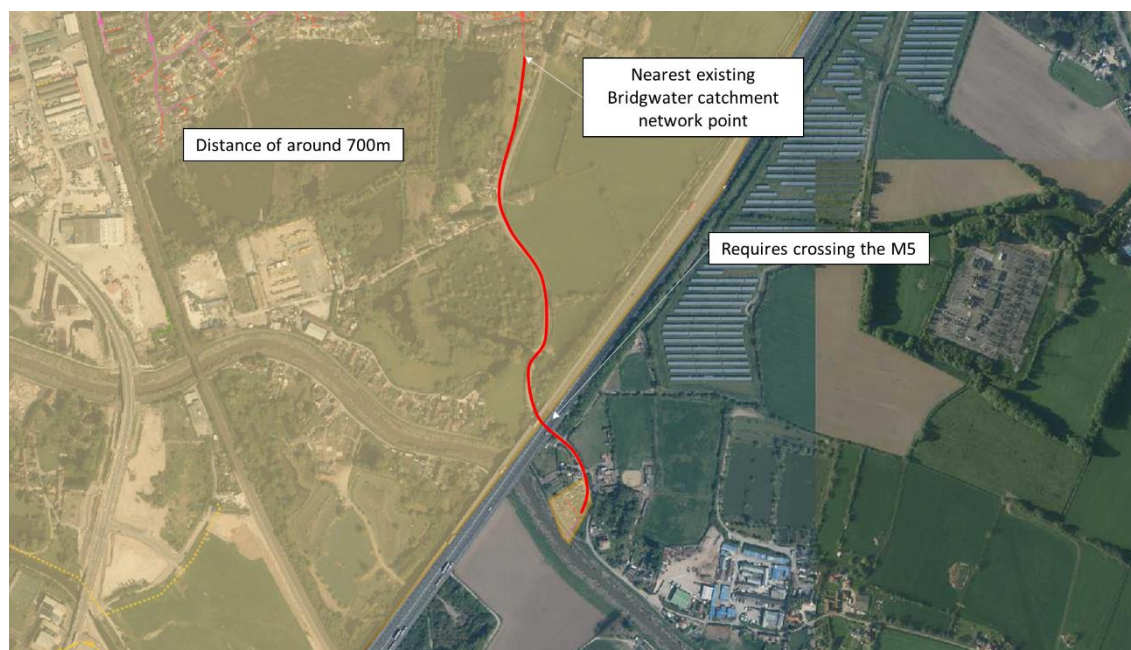 Nearest existing
Bridgwater catchment
network point
Distance of around 700m
Requires crossing the M5